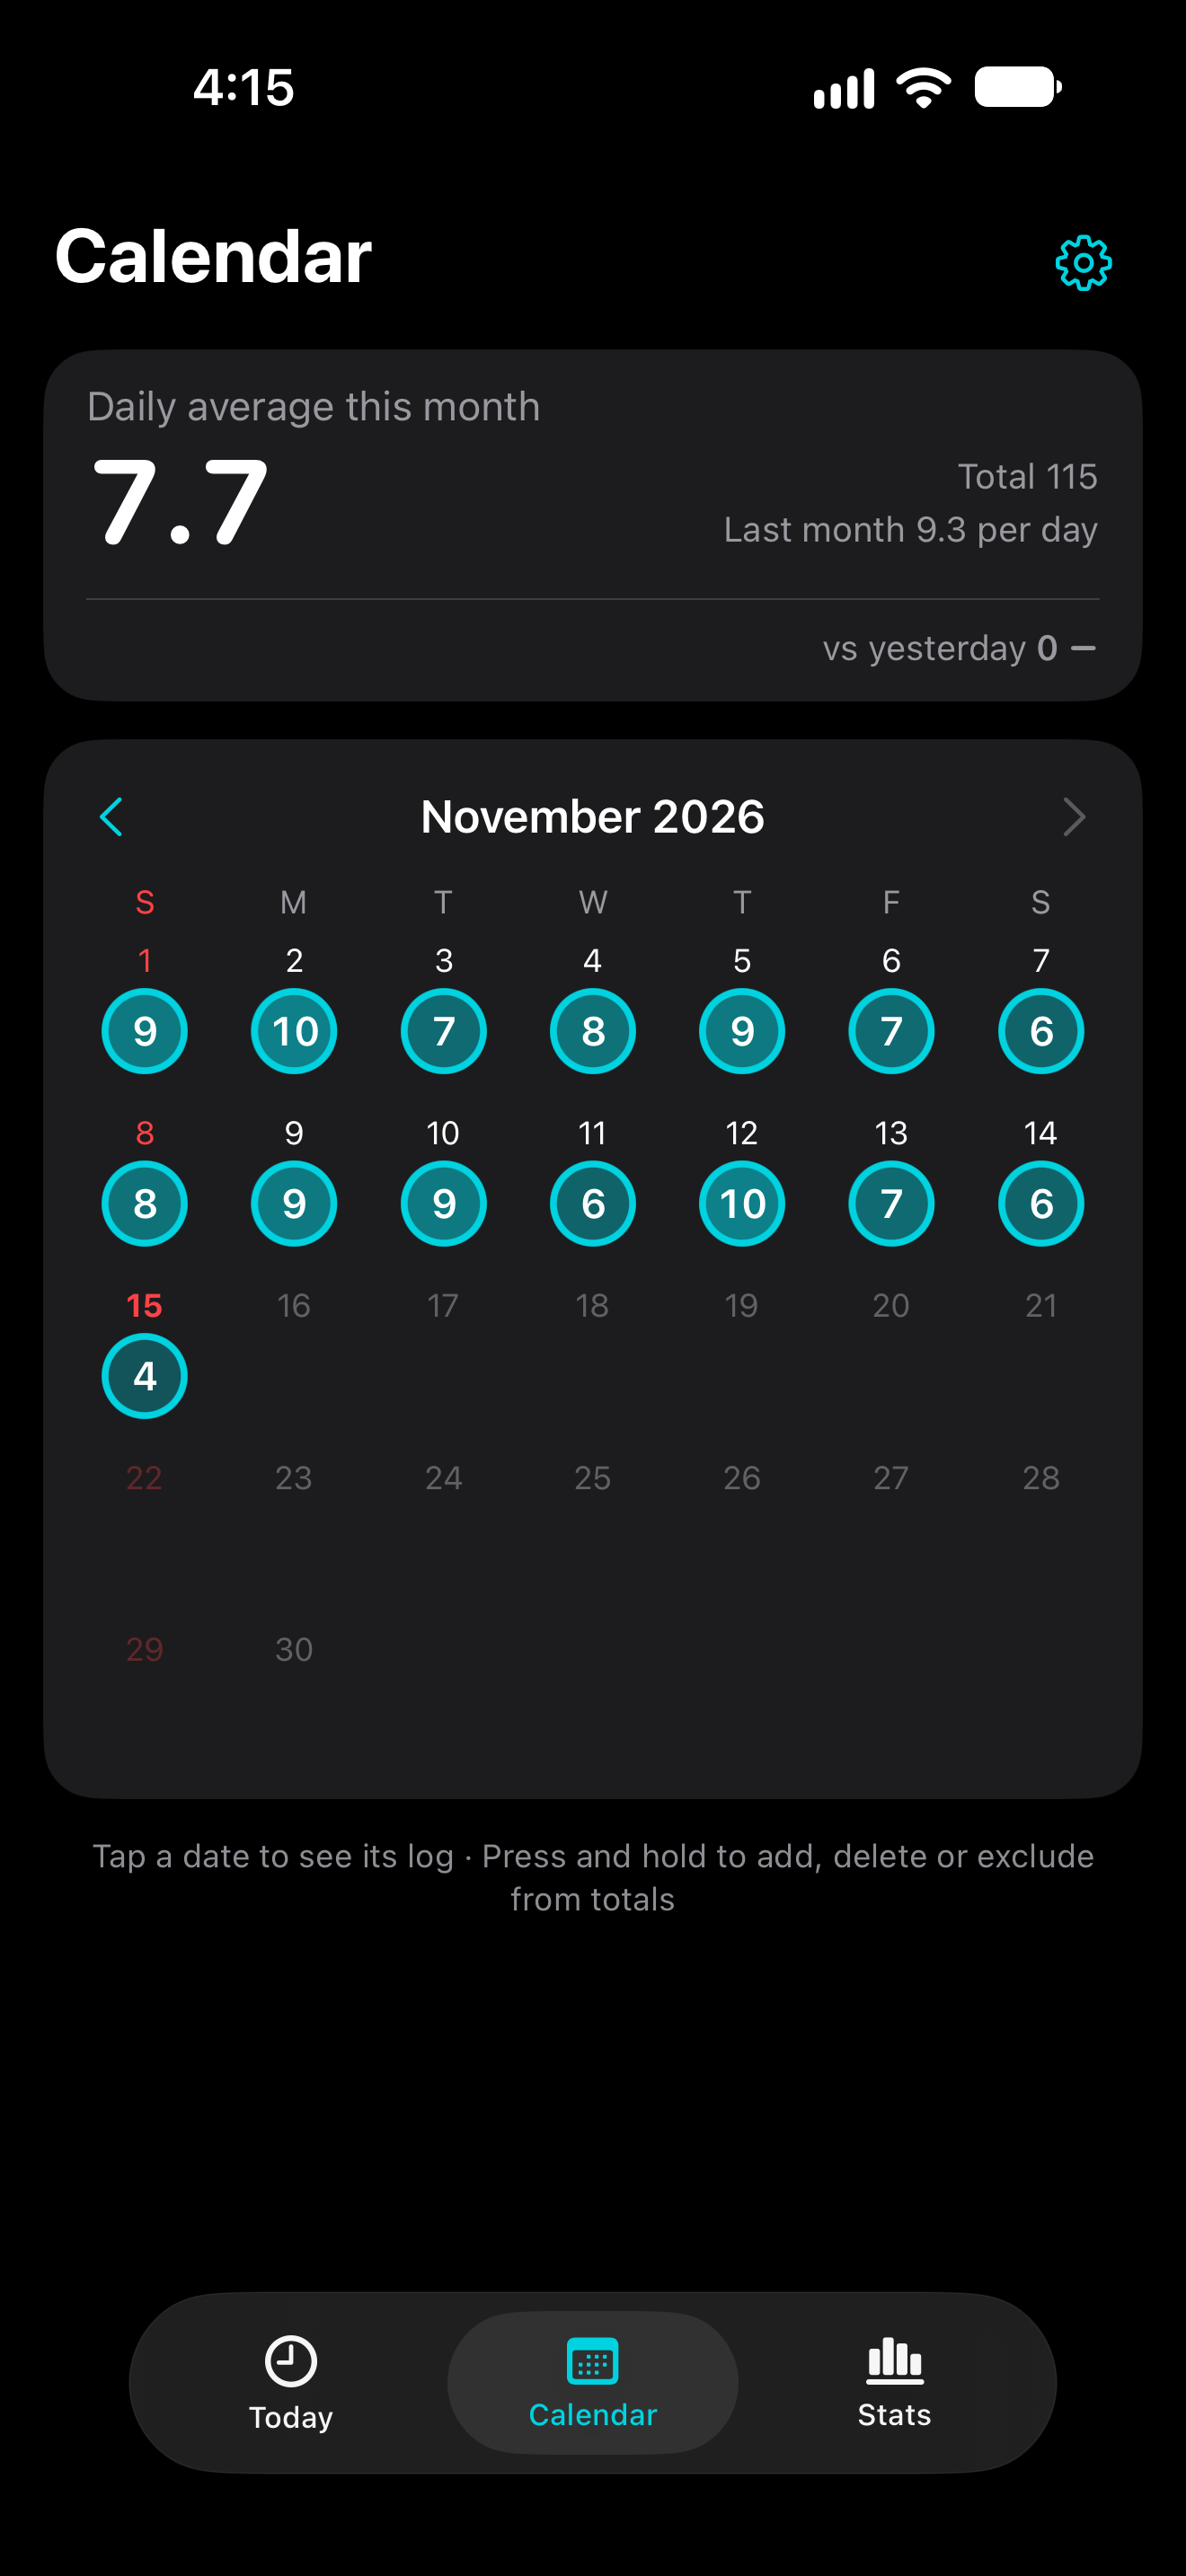 4:15
Calendar
Daily average this month
7.7
Total 115
Last month 9.3 per day
vs yesterday 0 –
November 2026
S M T W T F S
1 2 3 4 5 6 7
9 10 7 8 9 7 6
8 9 10 11 12 13 14
8 9 9 6 10 7 6
15 16 17 18 19 20 21
4
22 23 24 25 26 27 28
29 30
Tap a date to see its log · Press and hold to add, delete or exclude
from totals
Today Calendar Stats